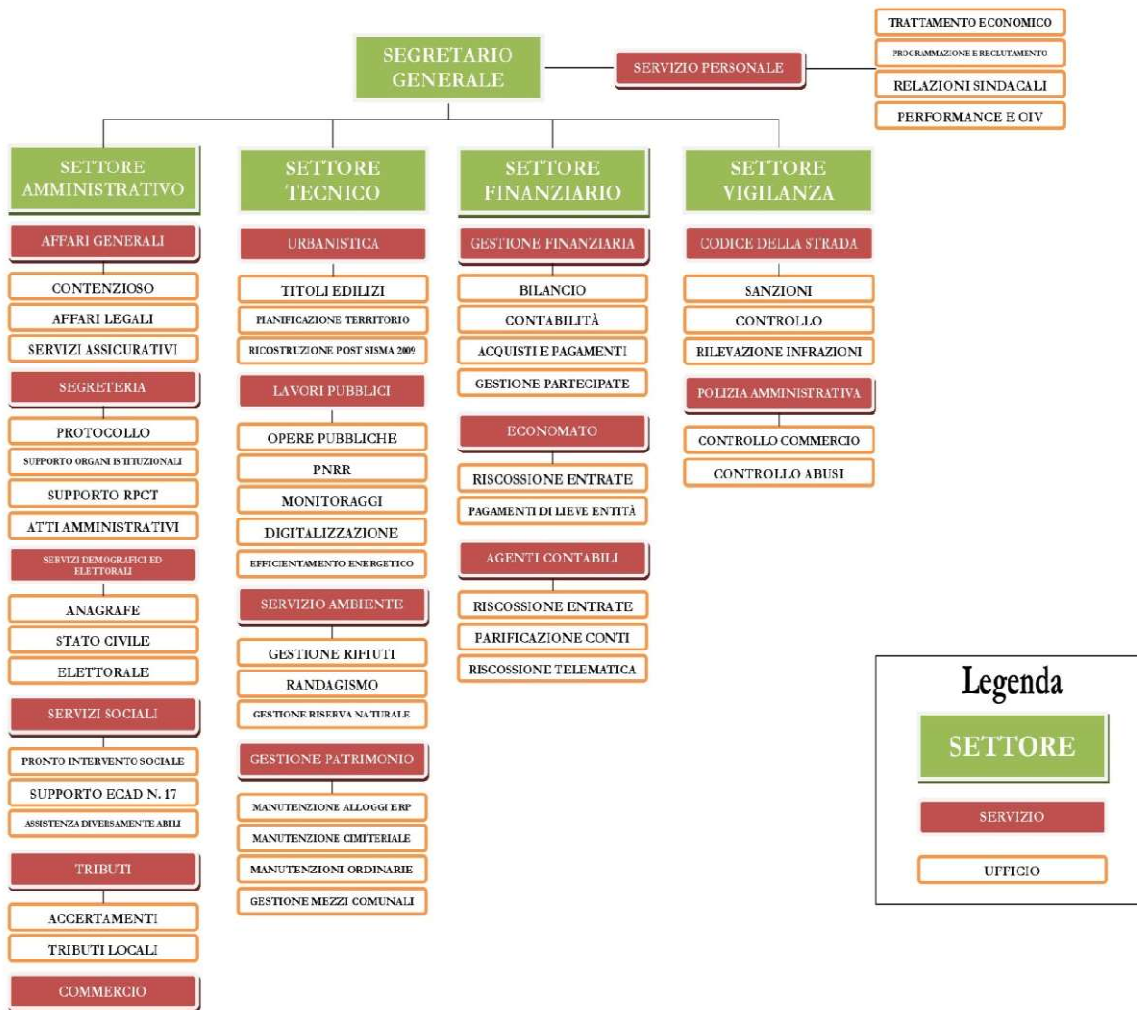 SEGRETARIO
GENERALE
SERVIZIO PERSONALE
TRATTAMENTO ECONOMICO
PROGRAMMAZIONE E RECLUTAMENTO
RELAZIONI SINDACALI
PERFORMANCE E OIV
SETTORE
AMMINISTRATIVO
AFFARI GENERALI
CONTENZIOSO
AFFARI LEGALI
SERVIZI ASSICURATIVI
SEGRETERIA
PROTOCOLLO
SUPPORTO ORGANI ISTITUZIONALI
SUPPORTO RPCT
ATTI AMMINISTRATIVI
SERVIZI DEMOGRAFICI ED
ELETTORALI
ANAGRAFE
STATO CIVILE
ELETTORALE
SERVIZI SOCIALI
PRONTO INTERVENTO SOCIALE
SUPPORTO ECAD N. 17
ASSISTENZA DIVERSAMENTE ABILI
TRIBUTI
ACCERTAMENTI
TRIBUTI LOCALI
COMMERCIO
SETTORE
TECNICO
URBANISTICA
TITOLI EDILIZI
PIANIFICAZIONE TERRITORIO
RICOSTRUZIONE POST SISMA 2009
LAVORI PUBBLICI
OPERE PUBBLICHE
PNRR
MONITORAGGI
DIGITALIZZAZIONE
EFFICIENTAMENTO ENERGETICO
SERVIZIO AMBIENTE
GESTIONE RIFIUTI
RANDAGISMO
GESTIONE RISERVA NATURALE
GESTIONE PATRIMONIO
MANUTENZIONE ALLOGGI ERP
MANUTENZIONE CIMITERIALE
MANUTENZIONI ORDINARIE
GESTIONE MEZZI COMUNALI
SETTORE
FINANZIARIO
GESTIONE FINANZIARIA
BILANCIO
CONTABILITÀ
ACQUISTI E PAGAMENTI
GESTIONE PARTECIPATE
ECONOMATO
RISCOSSIONE ENTRATE
PAGAMENTI DI LIEVE ENTITÀ
AGENTI CONTABILI
RISCOSSIONE ENTRATE
PARIFICAZIONE CONTI
RISCOSSIONE TELEMATICA
SETTORE
VIGILANZA
CODICE DELLA STRADA
SANZIONI
CONTROLLO
RILEVAZIONE INFRAZIONI
POLIZIA AMMINISTRATIVA
CONTROLLO COMMERCIO
CONTROLLO ABUSI
Legenda
SETTORE
SERVIZIO
UFFICIO